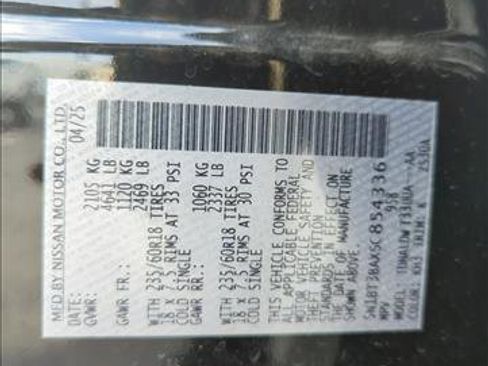 MFD BY NISSAN MOTOR CO., LTD.
DATE: 04/25
GVWR: 2105 KG
4641 LB
GAWR FR.: 1120 KG
2469 LB
WITH 235/60R18 TIRES
18 X 7.5 RIMS AT 33 PSI
COLD SINGLE
GAWR RR.: 1060 KG
2337 LB
WITH 235/60R18 TIRES
18 X 7.5 RIMS AT 30 PSI
COLD SINGLE
THIS VEHICLE CONFORMS TO
ALL APPLICABLE FEDERAL
MOTOR VEHICLE SAFETY AND
THEFT PREVENTION
STANDARDS IN EFFECT ON
THE DATE OF MANUFACTURE
SHOWN ABOVE.
854336
MPV
MODEL:
COLOR: KH3 TRIM: K